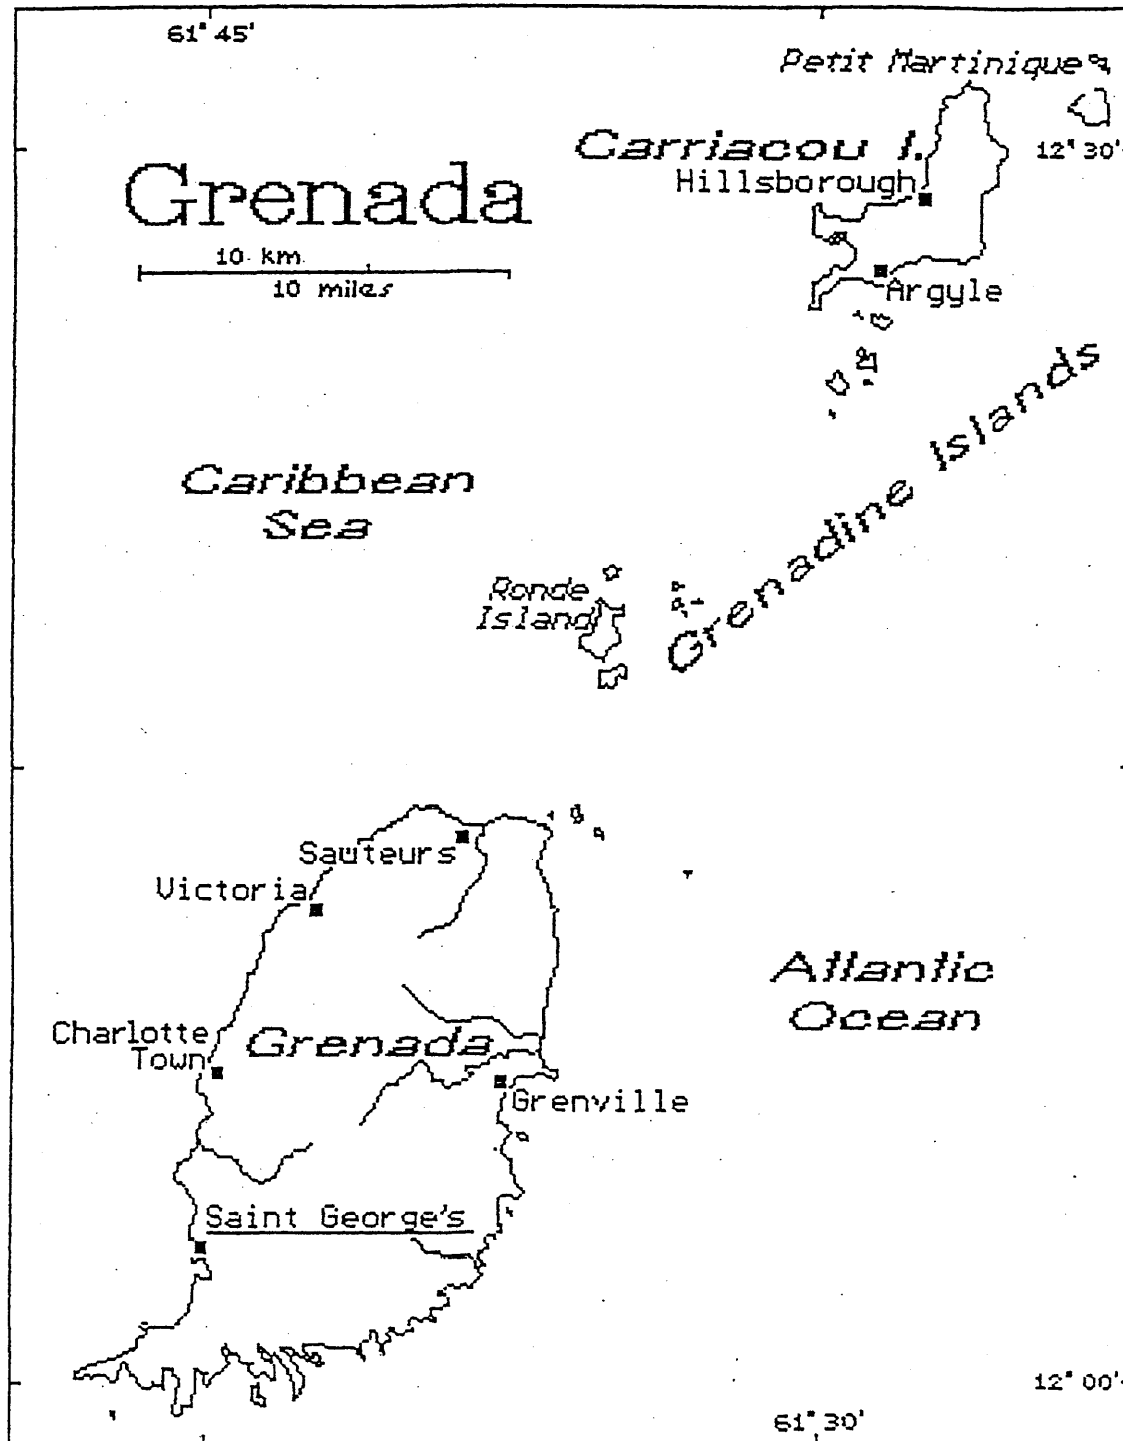 61° 45'
Petit Martinique
Carriacou I.
12° 30'
Grenada
Hillsborough
10 km.
10 miles
Argyle
Grenadine Islands
Caribbean
Sea
Ronde
Island
Sauteurs
Victoria
Atlantic
Ocean
Charlotte
Town
Grenada
Grenville
Saint George's
12° 00'
61° 30'